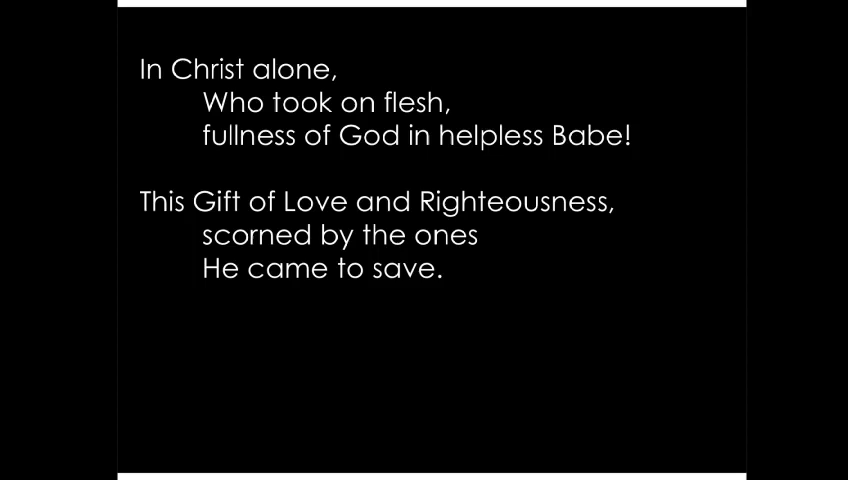 In Christ alone,
Who took on flesh,
fullness of God in helpless Babe!
This Gift of Love and Righteousness,
scorned by the ones
He came to save.